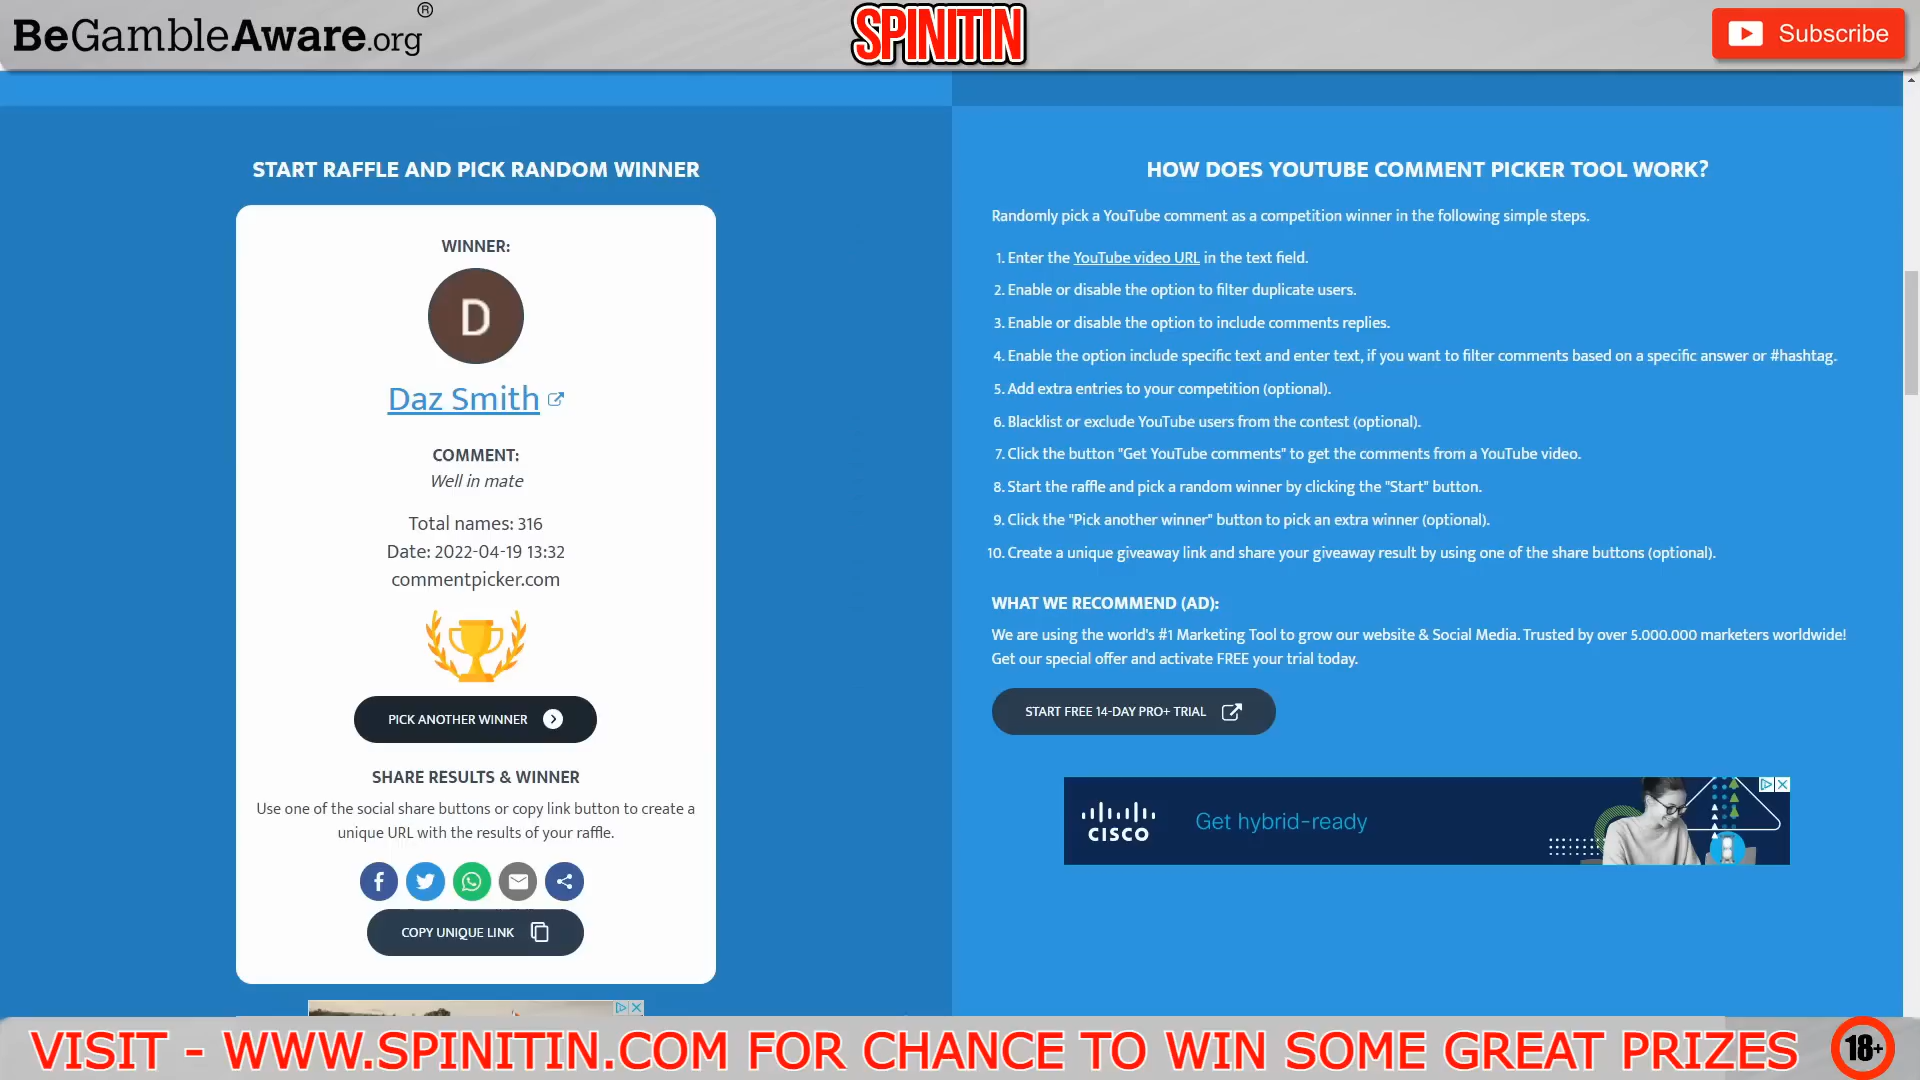 BeGambleAware.org®
SPINITIN
Subscribe
START RAFFLE AND PICK RANDOM WINNER
WINNER:
D
Daz Smith
COMMENT:
Well in mate
Total names: 316
Date: 2022-04-19 13:32
commentpicker.com
PICK ANOTHER WINNER
SHARE RESULTS & WINNER
Use one of the social share buttons or copy link button to create a
unique URL with the results of your raffle.
COPY UNIQUE LINK
HOW DOES YOUTUBE COMMENT PICKER TOOL WORK?
Randomly pick a YouTube comment as a competition winner in the following simple steps.
1. Enter the YouTube video URL in the text field.
2. Enable or disable the option to filter duplicate users.
3. Enable or disable the option to include comments replies.
4. Enable the option include specific text and enter text, if you want to filter comments based on a specific answer or #hashtag.
5. Add extra entries to your competition (optional).
6. Blacklist or exclude YouTube users from the contest (optional).
7. Click the button "Get YouTube comments" to get the comments from a YouTube video.
8. Start the raffle and pick a random winner by clicking the "Start" button.
9. Click the "Pick another winner" button to pick an extra winner (optional).
10. Create a unique giveaway link and share your giveaway result by using one of the share buttons (optional).
WHAT WE RECOMMEND (AD):
We are using the world's #1 Marketing Tool to grow our website & Social Media. Trusted by over 5.000.000 marketers worldwide!
Get our special offer and activate FREE your trial today.
START FREE 14-DAY PRO+ TRIAL
CISCO
Get hybrid-ready
VISIT - WWW.SPINITIN.COM FOR CHANCE TO WIN SOME GREAT PRIZES
18+